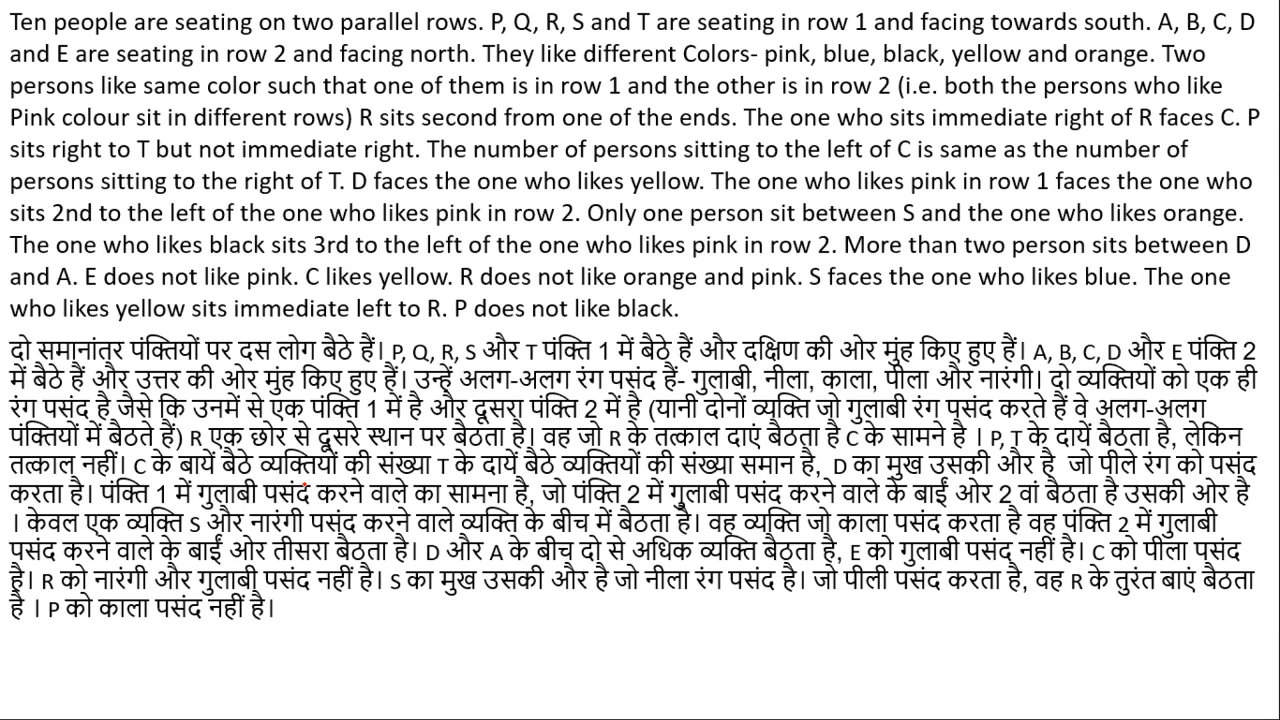 Ten people are seating on two parallel rows. P, Q, R, S and T are seating in row 1 and facing towards south. A, B, C, D
and E are seating in row 2 and facing north. They like different Colors- pink, blue, black, yellow and orange. Two
persons like same color such that one of them is in row 1 and the other is in row 2 (i.e. both the persons who like
Pink colour sit in different rows) R sits second from one of the ends. The one who sits immediate right of R faces C. P
sits right to T but not immediate right. The number of persons sitting to the left of C is same as the number of
persons sitting to the right of T. D faces the one who likes yellow. The one who likes pink in row 1 faces the one who
sits 2nd to the left of the one who likes pink in row 2. Only one person sit between S and the one who likes orange.
The one who likes black sits 3rd to the left of the one who likes pink in row 2. More than two person sits between D
and A. E does not like pink. C likes yellow. R does not like orange and pink. S faces the one who likes blue. The one
who likes yellow sits immediate left to R. P does not like black.
दो समानांतर पंक्तियों पर दस लोग बैठे हैं। P, Q, R, S और T पंक्ति 1 में बैठे हैं और दक्षिण की ओर मुंह किए हुए हैं। A, B, C, D और E पंक्ति 2
में बैठे हैं और उत्तर की ओर मुंह किए हुए हैं। उन्हें अलग-अलग रंग पसंद हैं- गुलाबी, नीला, काला, पीला और नारंगी। दो व्यक्तियों को एक ही
रंग पसंद है जैसे कि उनमें से एक पंक्ति 1 में है और दूसरा पंक्ति 2 में है (यानी दोनों व्यक्ति जो गुलाबी रंग पसंद करते हैं वे अलग-अलग
पंक्तियों में बैठते हैं) R एक छोर से दूसरे स्थान पर बैठता है। वह जो R के तत्काल दाएं बैठता है C के सामने है । P, T के दायें बैठता है, लेकिन
तत्काल नहीं। C के बायें बैठे व्यक्तियों की संख्या T के दायें बैठे व्यक्तियों की संख्या समान है, D का मुख उसकी और है जो पीले रंग को पसंद
करता है। पंक्ति 1 में गुलाबी पसंद करने वाले का सामना है, जो पंक्ति 2 में गुलाबी पसंद करने वाले के बाईं ओर 2 वां बैठता है उसकी ओर है
। केवल एक व्यक्ति S और नारंगी पसंद करने वाले व्यक्ति के बीच में बैठता है। वह व्यक्ति जो काला पसंद करता है वह पंक्ति 2 में गुलाबी
पसंद करने वाले के बाईं ओर तीसरा बैठता है। D और A के बीच दो से अधिक व्यक्ति बैठता है, E को गुलाबी पसंद नहीं है। C को पीला पसंद
है। R को नारंगी और गुलाबी पसंद नहीं है। S का मुख उसकी और है जो नीला रंग पसंद है। जो पीली पसंद करता है, वह R के तुरंत बाएं बैठता
है । P को काला पसंद नहीं है।